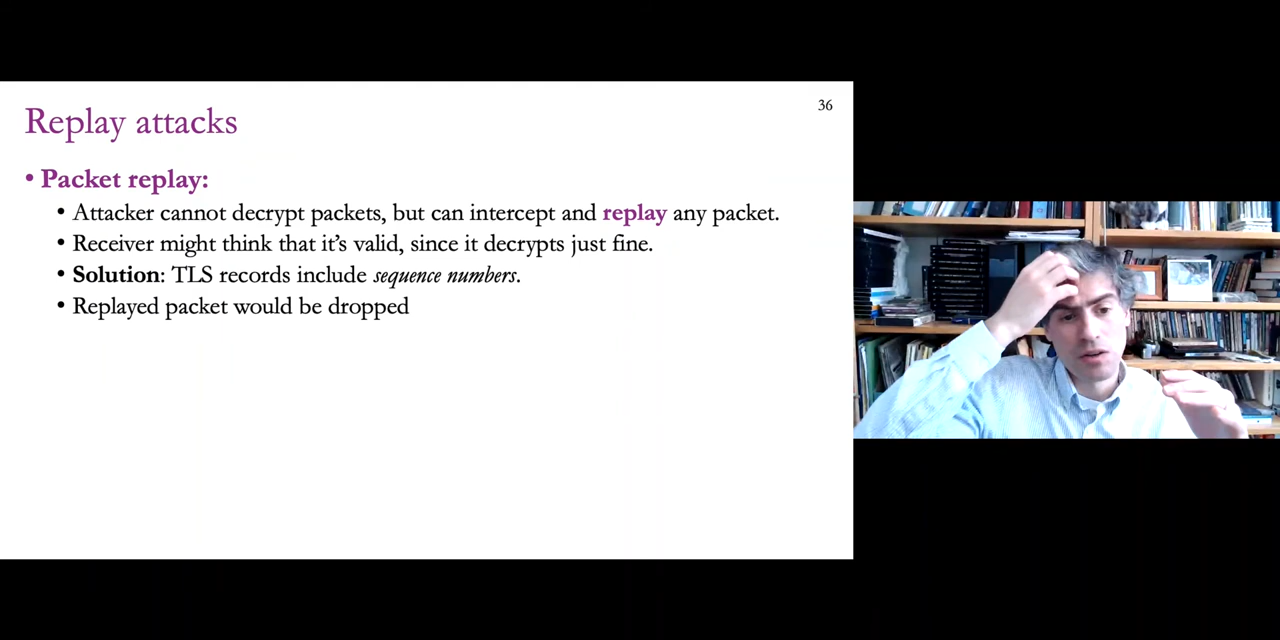 36
Replay attacks
• Packet replay:
• Attacker cannot decrypt packets, but can intercept and replay any packet.
• Receiver might think that it's valid, since it decrypts just fine.
• Solution: TLS records include sequence numbers.
• Replayed packet would be dropped